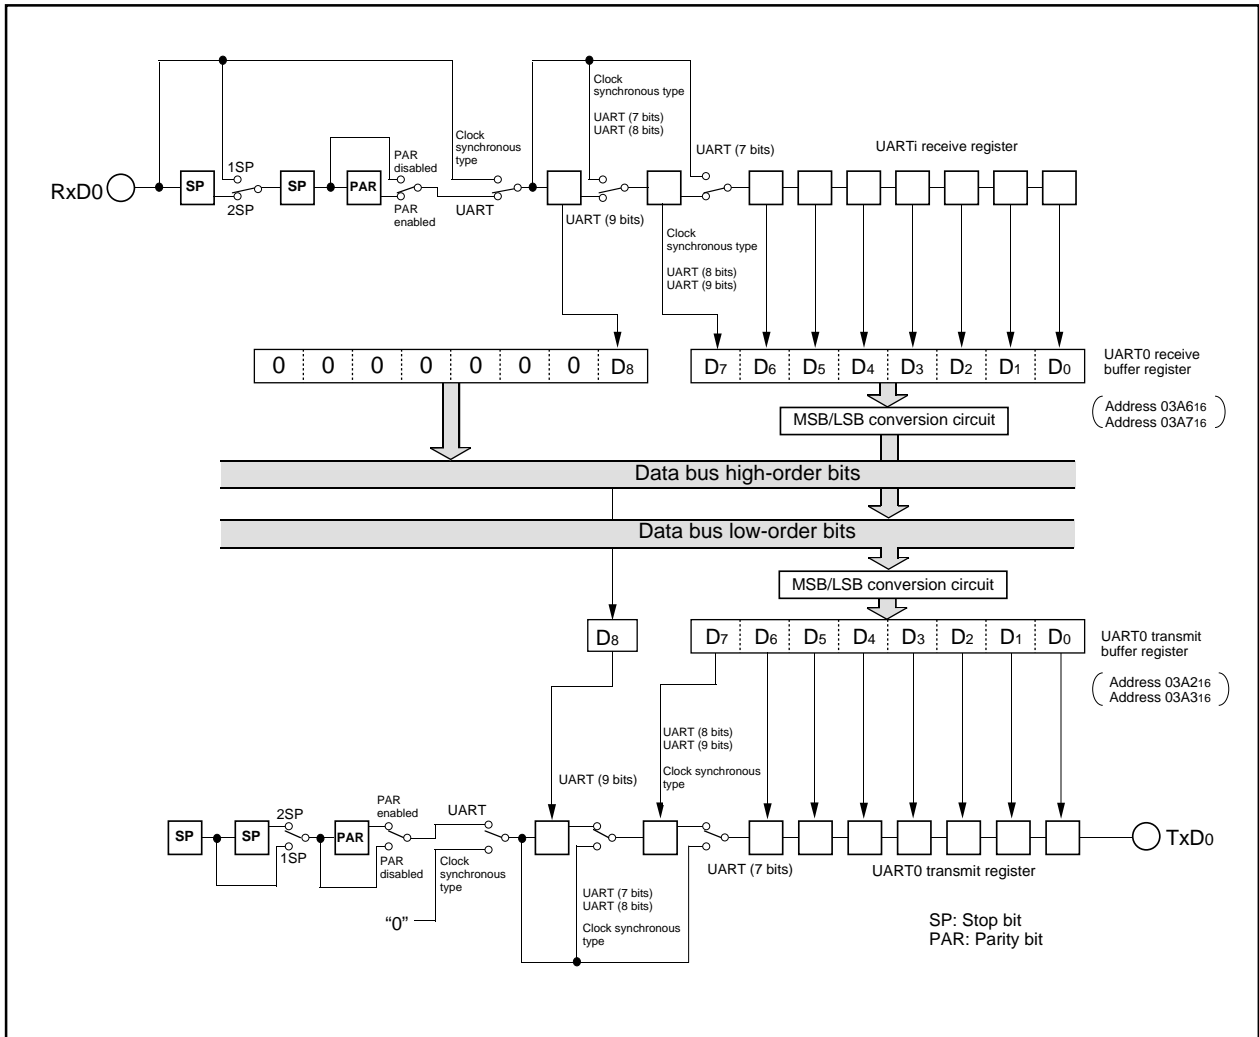 Clock
synchronous type
UART (7 bits)
UART (8 bits)
Clock
synchronous
type
PAR
disabled
UART (7 bits)
UARTi receive register
1SP
RxD0
SP
SP
PAR
2SP
PAR
enabled
UART
UART (9 bits)
Clock
synchronous type
UART (8 bits)
UART (9 bits)
0 0 0 0 0 0 0 D8
D7 D6 D5 D4 D3 D2 D1 D0
UART0 receive
buffer register
Address 03A616
Address 03A716
MSB/LSB conversion circuit
Data bus high-order bits
Data bus low-order bits
MSB/LSB conversion circuit
D8
D7 D6 D5 D4 D3 D2 D1 D0
UART0 transmit
buffer register
Address 03A216
Address 03A316
UART (8 bits)
UART (9 bits)
Clock synchronous
type
UART (9 bits)
2SP
PAR
enabled
UART
SP
SP
PAR
TxD0
1SP
PAR
disabled
Clock
synchronous
type
UART (7 bits)
UART0 transmit register
UART (7 bits)
UART (8 bits)
Clock synchronous
type
“0”
SP: Stop bit
PAR: Parity bit